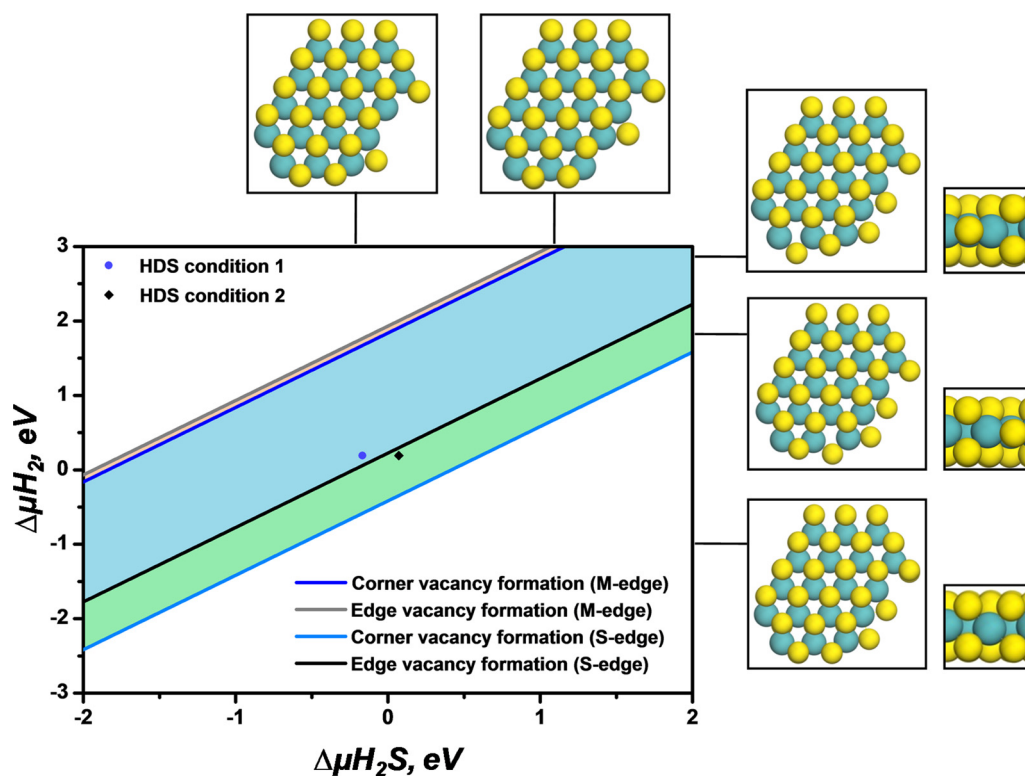 3
HDS condition 1
HDS condition 2
2
1
0
-1
-2
-3
ΔμH₂, eV
Corner vacancy formation (M-edge)
Edge vacancy formation (M-edge)
Corner vacancy formation (S-edge)
Edge vacancy formation (S-edge)
-2 -1 0 1 2
ΔμH₂S, eV